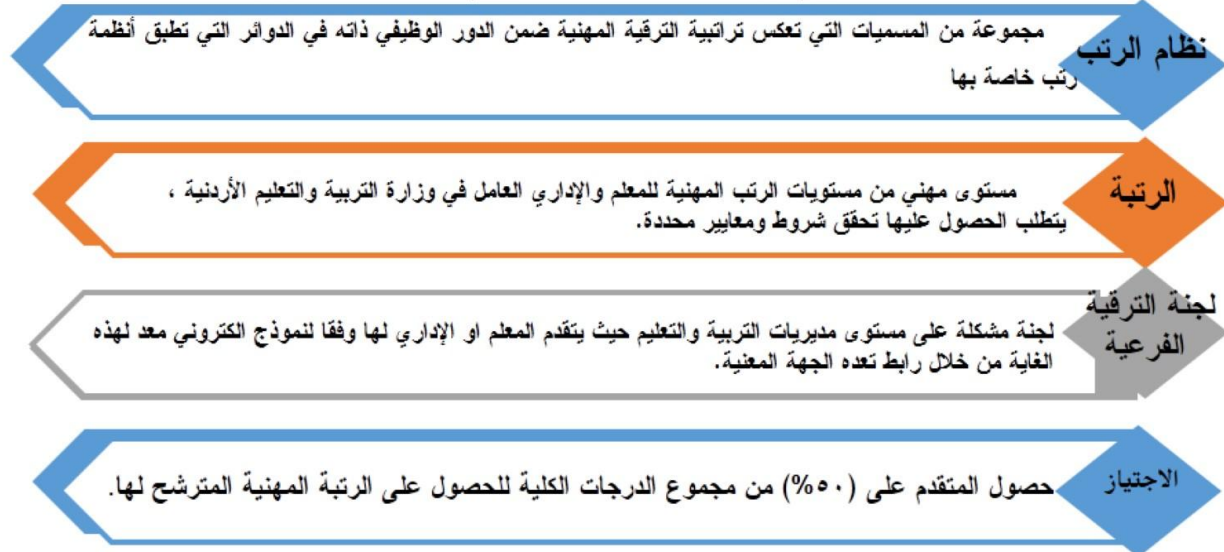 نظام الرتب
مجموعة من المسميات التي تعكس تراتبية الترقية المهنية ضمن الدور الوظيفي ذاته في الدوائر التي تطبق أنظمة
رتب خاصة بها
الرتبة
مستوى مهني من مستويات الرتب المهنية للمعلم والإداري العامل في وزارة التربية والتعليم الأردنية ،
يتطلب الحصول عليها تحقق شروط ومعايير محددة.
لجنة الترقية
الفرعية
لجنة مشكلة على مستوى مديريات التربية والتعليم حيث يتقدم المعلم او الإداري لها وفقا لنموذج الكتروني معد لهذه
الغاية من خلال رابط تعده الجهة المعنية.
الاجتياز
حصول المتقدم على (٥٠%) من مجموع الدرجات الكلية للحصول على الرتبة المهنية المترشح لها.